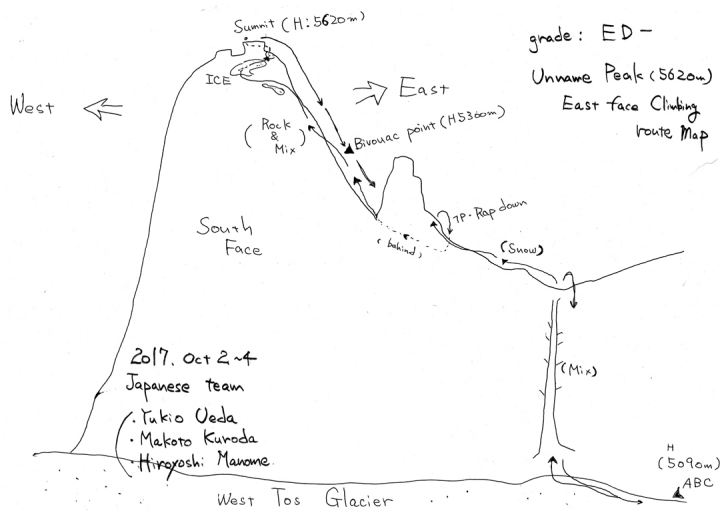 Summit (H:5620m)
grade: ED-
Unname Peak (5620m)
East face Climbing
route Map
ICE
West
East
(Rock
&
Mix)
Bivouac point (H5360m)
7P. Rap down
South
Face
(behind)
(Snow)
2017. Oct 2~4
Japanese team
(Mix)
· Yukio Ueda
· Makoto Kuroda
· Hiroyoshi Manome
H
(5090m)
ABC
West Tos Glacier